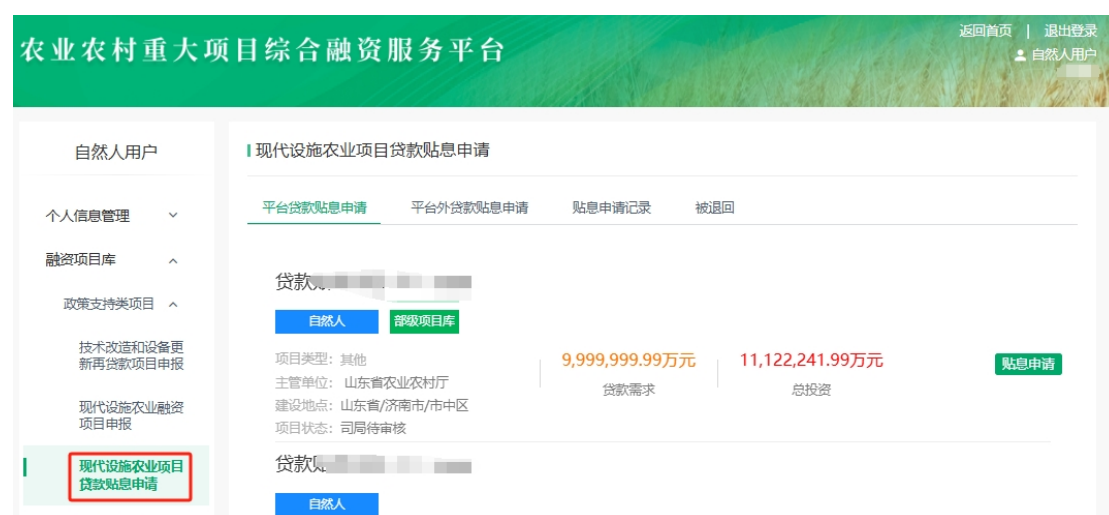 农业农村重大项目综合融资服务平台
返回首页 | 退出登录
自然人用户
自然人用户
个人信息管理
融资项目库
政策支持类项目
技术改造和设备更
新再贷款项目申报
现代设施农业融资
项目申报
现代设施农业项目
贷款贴息申请
现代设施农业项目贷款贴息申请
平台贷款贴息申请 平台外贷款贴息申请 贴息申请记录 被退回
贷款
自然人 部级项目库
项目类型：其他
主管单位：山东省农业农村厅
建设地点：山东省/济南市/市中区
项目状态：司局待审核
9,999,999.99万元
贷款需求
11,122,241.99万元
总投资
贴息申请
贷款
自然人